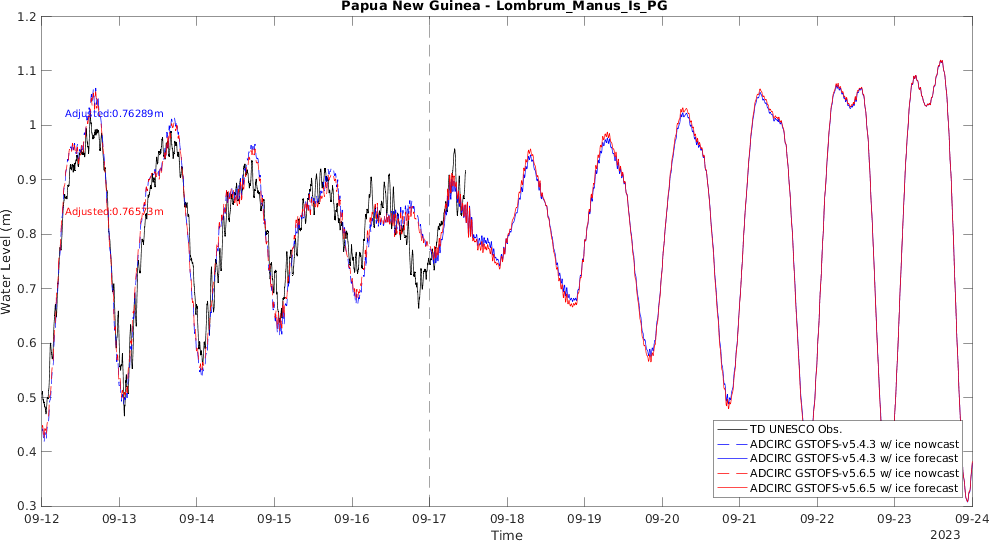 Papua New Guinea - Lombrum_Manus_Is_PG
1.2
1.1
1
0.9
0.8
0.7
0.6
0.5
0.4
0.3
Water Level (m)
Adjusted:0.76289m
Adjusted:0.76573m
TD UNESCO Obs.
ADCIRC GSTOFS-v5.4.3 w/ ice nowcast
ADCIRC GSTOFS-v5.4.3 w/ ice forecast
ADCIRC GSTOFS-v5.6.5 w/ ice nowcast
ADCIRC GSTOFS-v5.6.5 w/ ice forecast
09-12 09-13 09-14 09-15 09-16 09-17 09-18 09-19 09-20 09-21 09-22 09-23 09-24
Time
2023